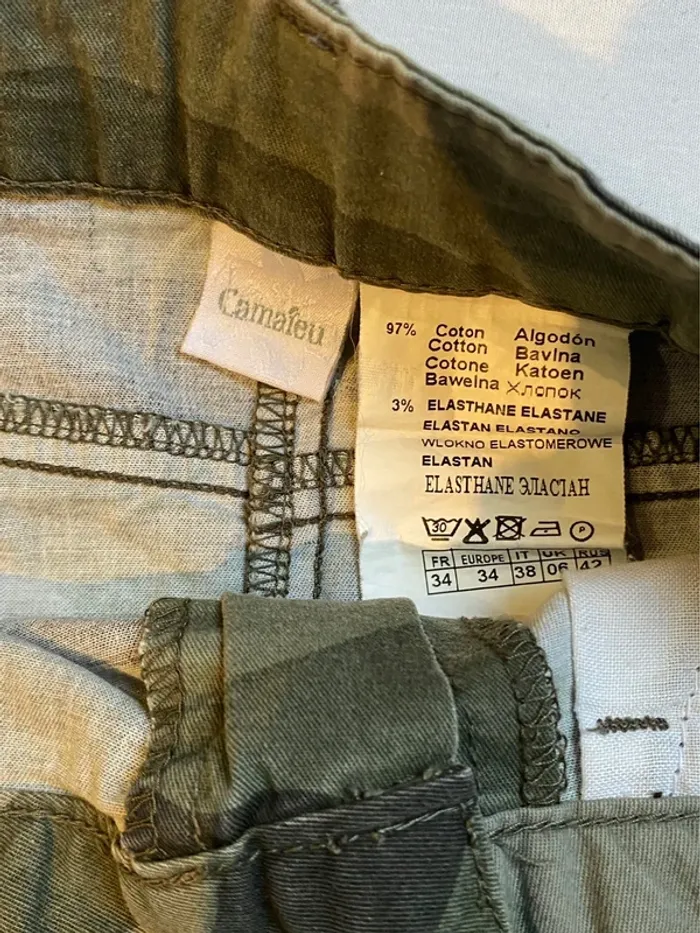 Camaïeu
97% Coton Algodón
Cotton Bavlna
Cotone Katoen
Bawelna Хлопок
3% ELASTHANE ELASTANE
ELASTAN ELASTANO
WLOKNO ELASTOMEROWE
ELASTAN
ELASTHANE ЭЛАСТАН
30 P
FR EUROPE IT UK RUS
34 34 38 06 42